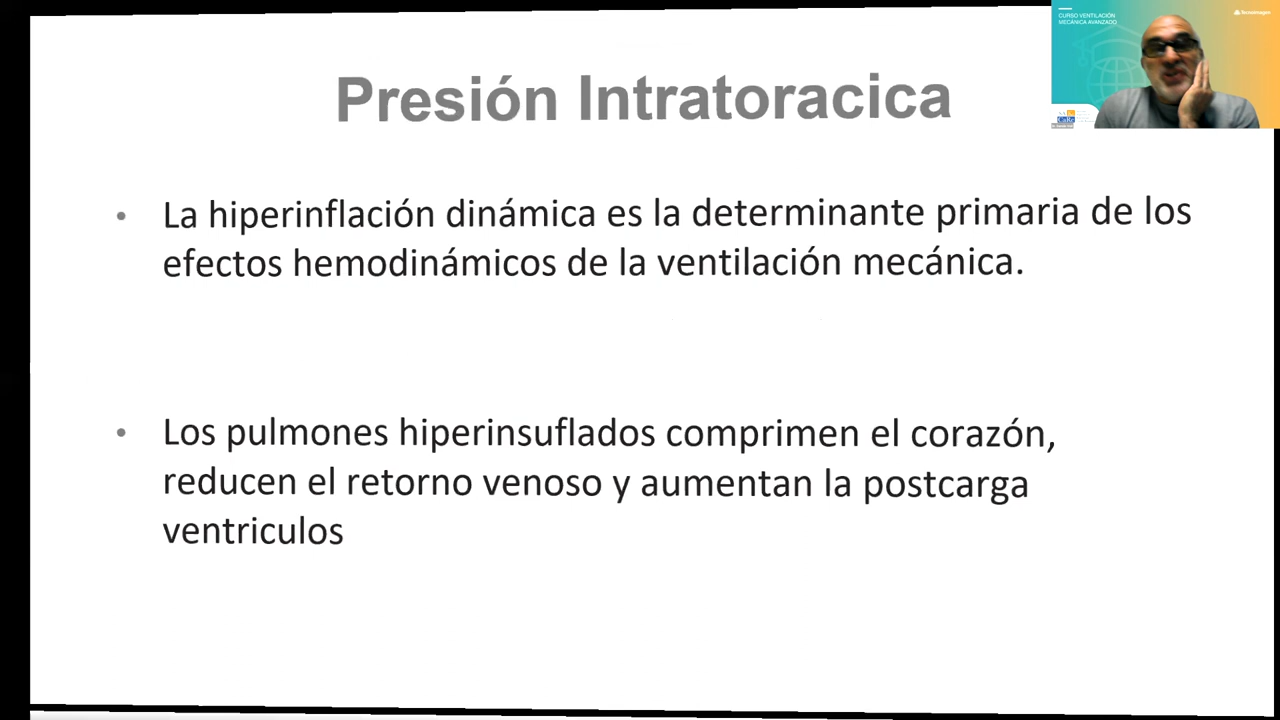 Presión Intratoracica
CURSO VENTILACIÓN
MECÁNICA AVANZADO
• La hiperinflación dinámica es la determinante primaria de los
efectos hemodinámicos de la ventilación mecánica.
• Los pulmones hiperinsuflados comprimen el corazón,
reducen el retorno venoso y aumentan la postcarga
ventriculos